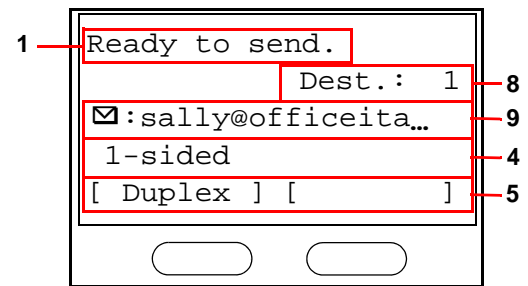 1 Ready to send.
Dest.: 1 8
✉:sally@officeita… 9
1-sided 4
[ Duplex ] [ ] 5